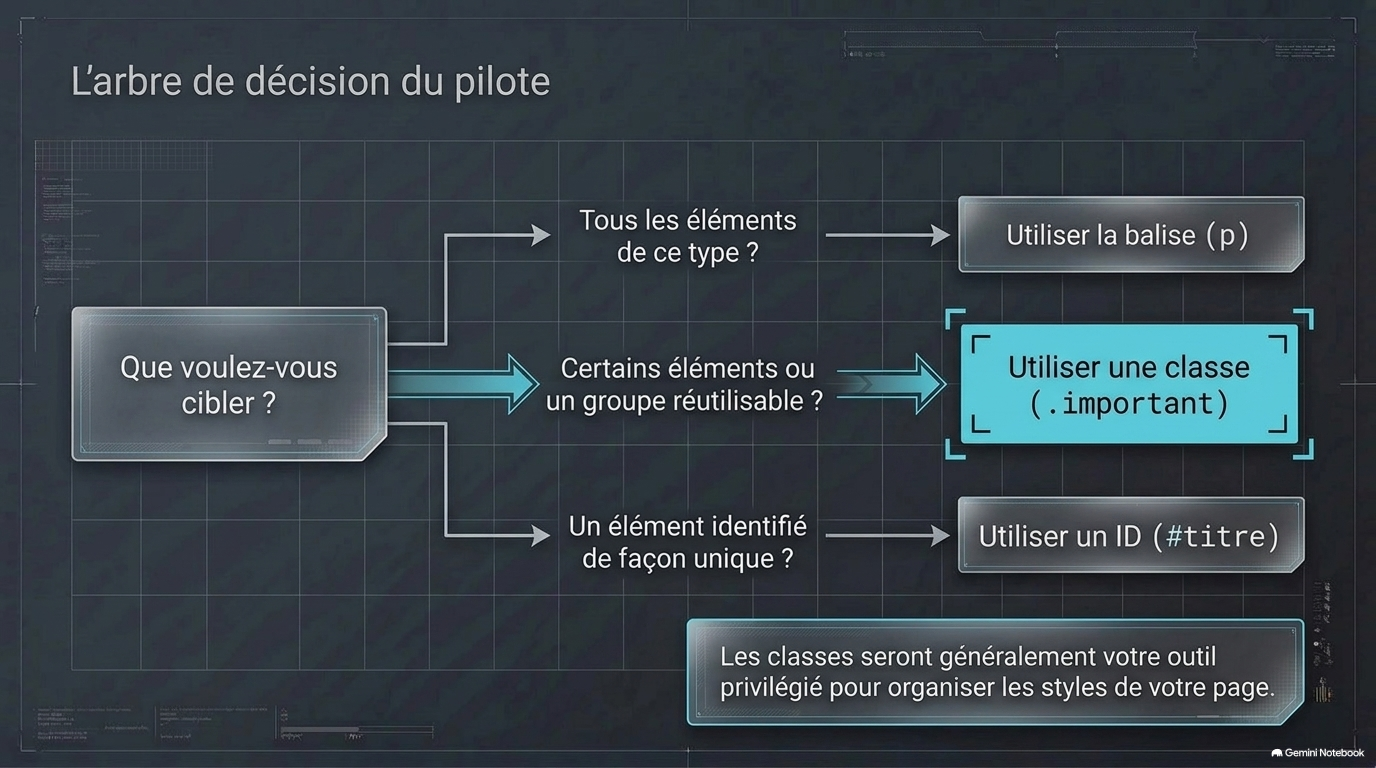 L’arbre de décision du pilote
Que voulez-vous
cibler ?
Tous les éléments
de ce type ?
Utiliser la balise (p)
Certains éléments ou
un groupe réutilisable ?
Utiliser une classe
(.important)
Un élément identifié
de façon unique ?
Utiliser un ID (#titre)
Les classes seront généralement votre outil
privilégié pour organiser les styles de votre page.
Gemini Notebook